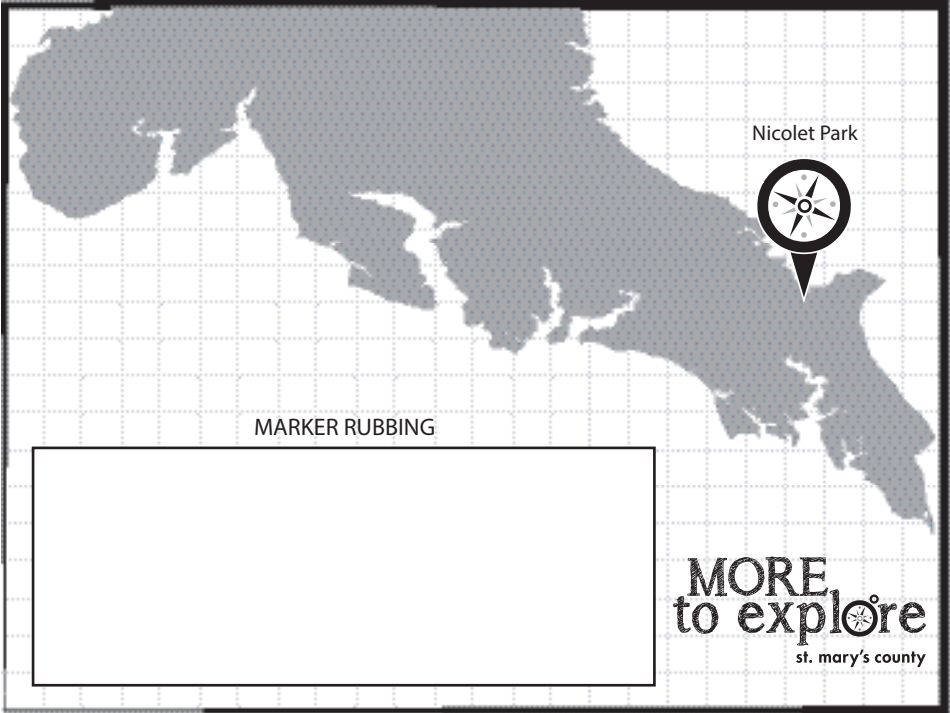 Nicolet Park
MARKER RUBBING
MORE
to explore
st. mary's county